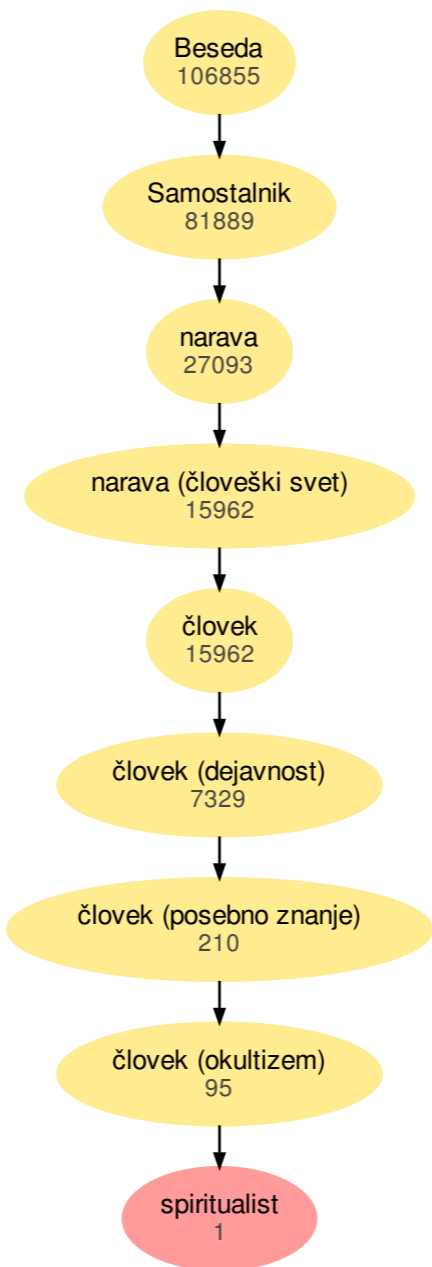 Beseda
106855
Samostalnik
81889
narava
27093
narava (človeški svet)
15962
človek
15962
človek (dejavnost)
7329
človek (posebno znanje)
210
človek (okultizem)
95
spiritualist
1